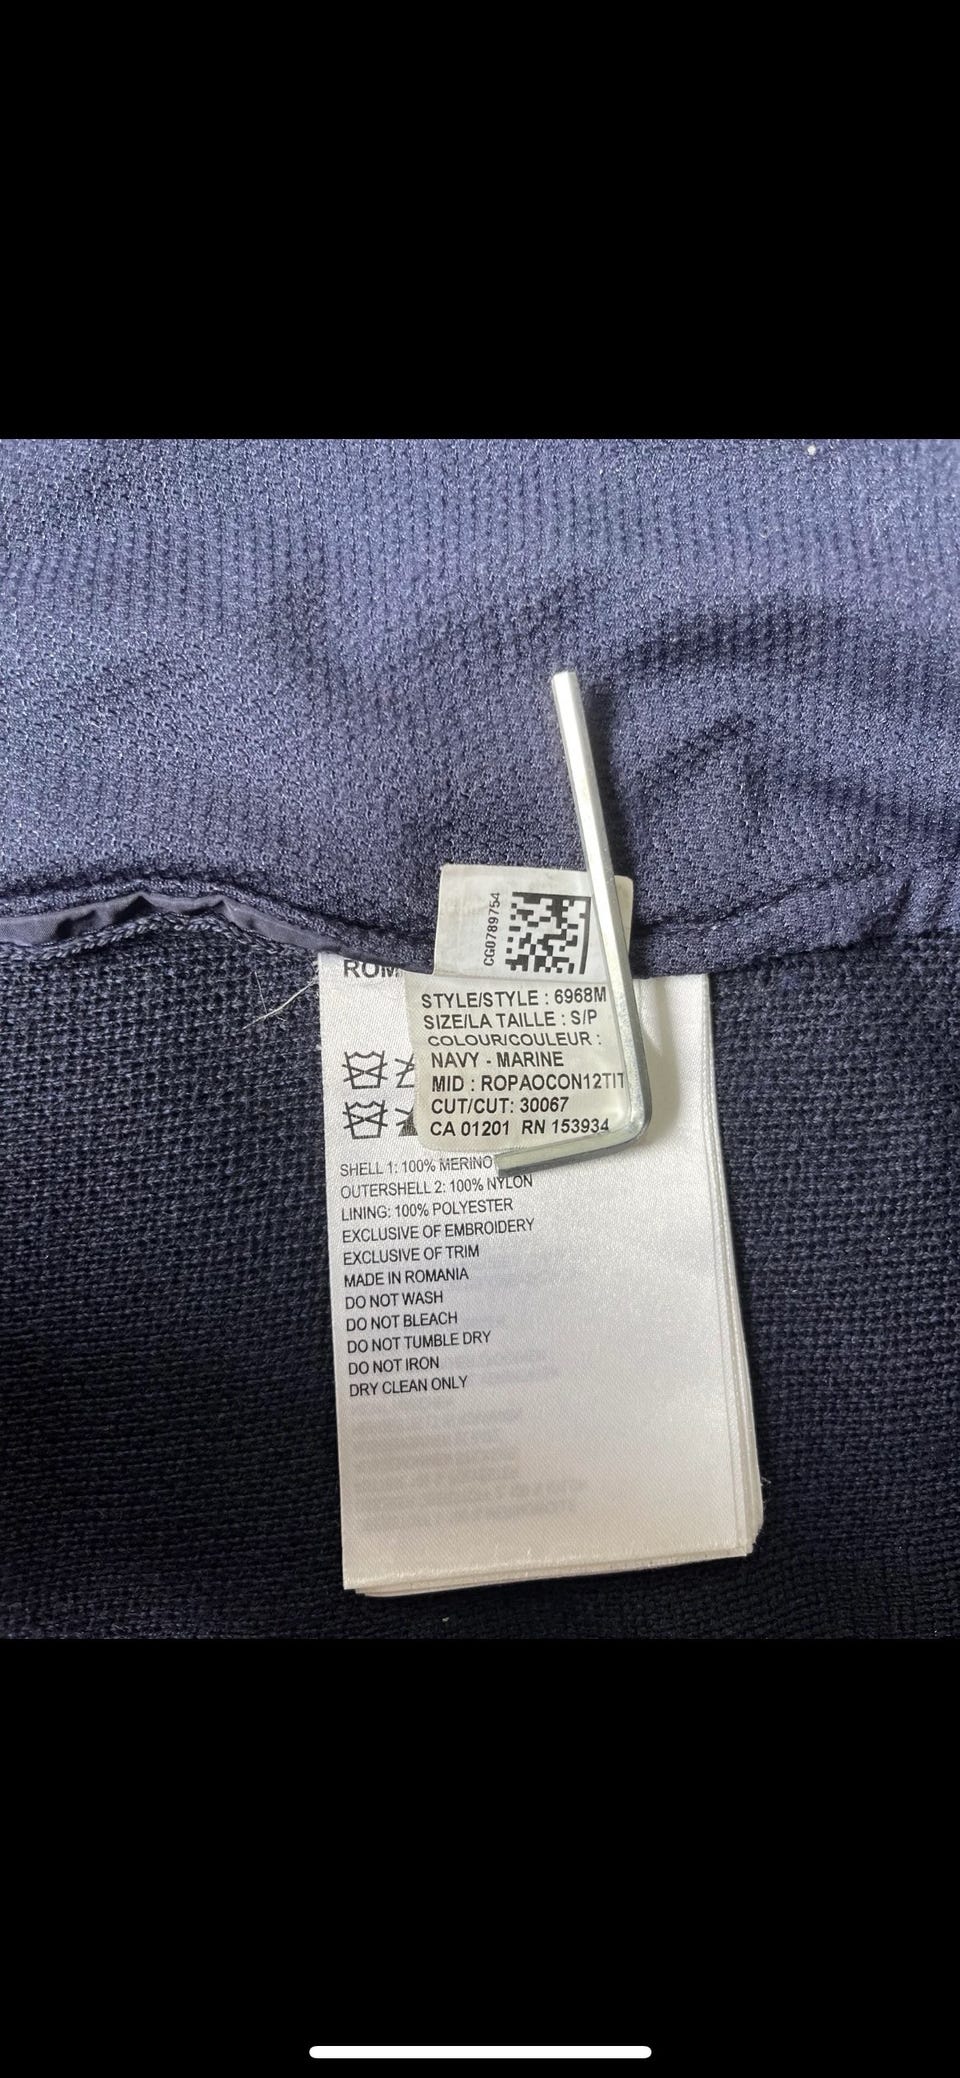 CG0789754
STYLE/STYLE : 6968M
SIZE/LA TAILLE : S/P
COLOUR/COULEUR :
NAVY - MARINE
MID : ROPAOCON12TIT
CUT/CUT: 30067
CA 01201 RN 153934
ROM
SHELL 1: 100% MERINO
OUTERSHELL 2: 100% NYLON
LINING: 100% POLYESTER
EXCLUSIVE OF EMBROIDERY
EXCLUSIVE OF TRIM
MADE IN ROMANIA
DO NOT WASH
DO NOT BLEACH
DO NOT TUMBLE DRY
DO NOT IRON
DRY CLEAN ONLY